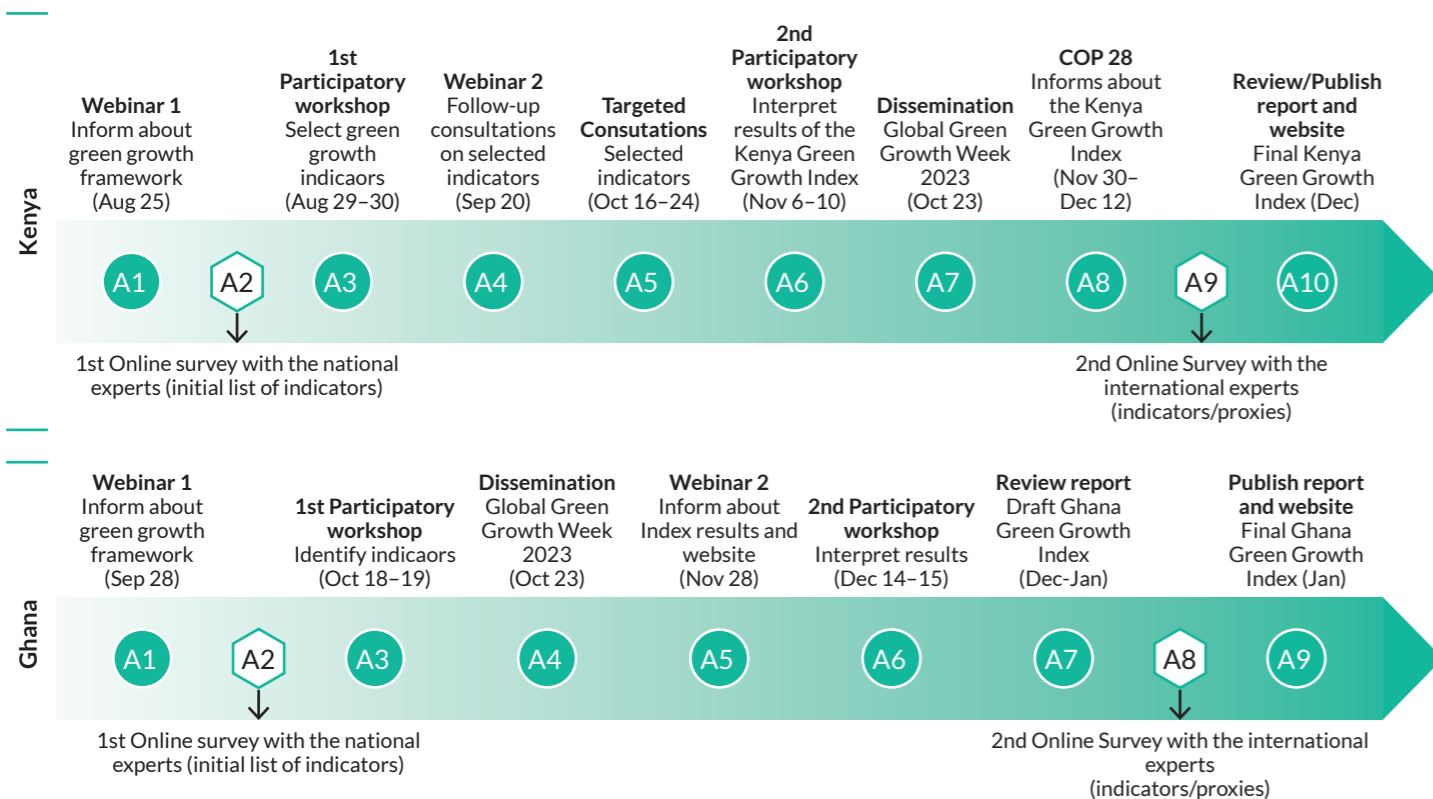 Kenya
Webinar 1
Inform about
green growth
framework
(Aug 25)
1st
Participatory
workshop
Select green
growth
indicaors
(Aug 29–30)
Webinar 2
Follow-up
consultations
on selected
indicators
(Sep 20)
Targeted
Consutations
Selected
indicators
(Oct 16–24)
2nd
Participatory
workshop
Interpret
results of the
Kenya Green
Growth Index
(Nov 6–10)
Dissemination
Global Green
Growth Week
2023
(Oct 23)
COP 28
Informs about
the Kenya
Green Growth
Index
(Nov 30–
Dec 12)
Review/Publish
report and
website
Final Kenya
Green Growth
Index (Dec)
A1
A2
A3
A4
A5
A6
A7
A8
A9
A10
1st Online survey with the national
experts (initial list of indicators)
2nd Online Survey with the
international experts
(indicators/proxies)
Ghana
Webinar 1
Inform about
green growth
framework
(Sep 28)
1st Participatory
workshop
Identify indicaors
(Oct 18–19)
Dissemination
Global Green
Growth Week
2023
(Oct 23)
Webinar 2
Inform about
Index results and
website
(Nov 28)
2nd Participatory
workshop
Interpret results
(Dec 14–15)
Review report
Draft Ghana
Green Growth
Index
(Dec-Jan)
Publish report
and website
Final Ghana
Green Growth
Index (Jan)
A1
A2
A3
A4
A5
A6
A7
A8
A9
1st Online survey with the national
experts (initial list of indicators)
2nd Online Survey with the international
experts
(indicators/proxies)